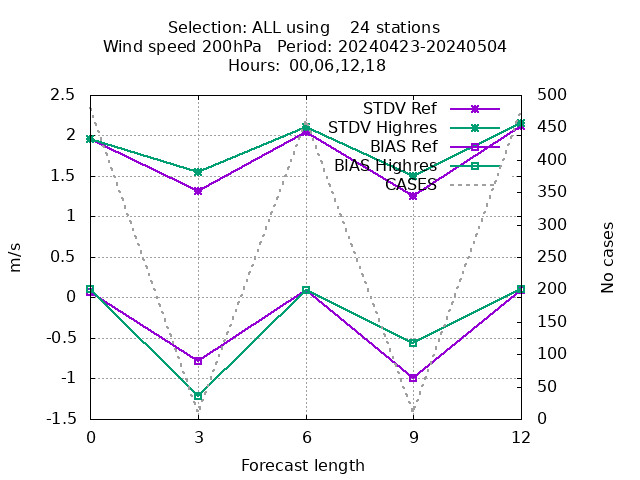 Selection: ALL using    24 stations
Wind speed 200hPa   Period: 20240423-20240504
Hours:  00,06,12,18
STDV Ref
STDV Highres
BIAS Ref
BIAS Highres
CASES
2.5
2
1.5
1
0.5
0
-0.5
-1
-1.5
m/s
500
450
400
350
300
250
200
150
100
50
0
No cases
0 3 6 9 12
Forecast length